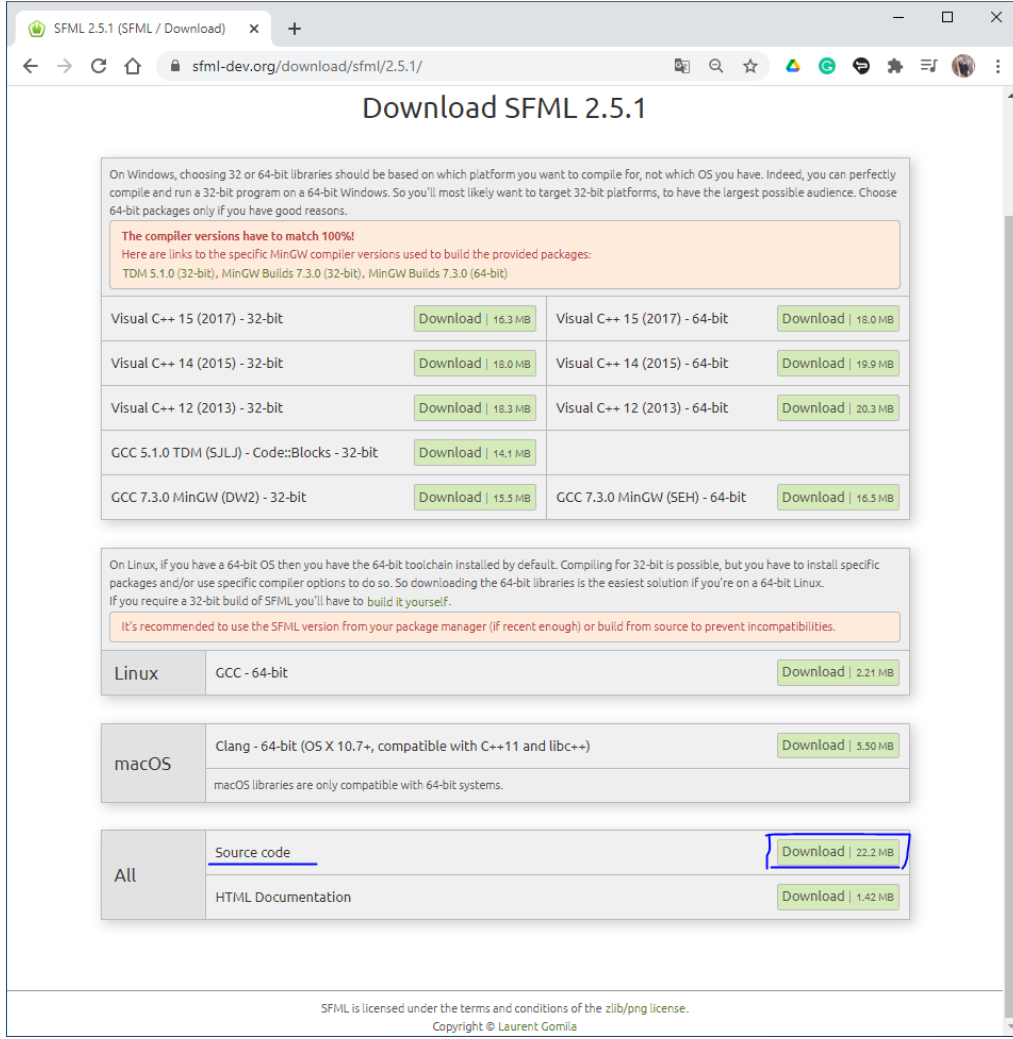 SFML 2.5.1 (SFML / Download)
sfml-dev.org/download/sfml/2.5.1/
Download SFML 2.5.1
On Windows, choosing 32 or 64-bit libraries should be based on which platform you want to compile for, not which OS you have. Indeed, you can perfectly
compile and run a 32-bit program on a 64-bit Windows. So you'll most likely want to target 32-bit platforms, to have the largest possible audience. Choose
64-bit packages only if you have good reasons.
The compiler versions have to match 100%!
Here are links to the specific MinGW compiler versions used to build the provided packages:
TDM 5.1.0 (32-bit), MinGW Builds 7.3.0 (32-bit), MinGW Builds 7.3.0 (64-bit)
Visual C++ 15 (2017) - 32-bit Download | 16.3 MB Visual C++ 15 (2017) - 64-bit Download | 18.0 MB
Visual C++ 14 (2015) - 32-bit Download | 18.0 MB Visual C++ 14 (2015) - 64-bit Download | 19.9 MB
Visual C++ 12 (2013) - 32-bit Download | 18.3 MB Visual C++ 12 (2013) - 64-bit Download | 20.3 MB
GCC 5.1.0 TDM (SJLJ) - Code::Blocks - 32-bit Download | 14.1 MB
GCC 7.3.0 MinGW (DW2) - 32-bit Download | 15.5 MB GCC 7.3.0 MinGW (SEH) - 64-bit Download | 16.5 MB
On Linux, if you have a 64-bit OS then you have the 64-bit toolchain installed by default. Compiling for 32-bit is possible, but you have to install specific
packages and/or use specific compiler options to do so. So downloading the 64-bit libraries is the easiest solution if you're on a 64-bit Linux.
If you require a 32-bit build of SFML you'll have to build it yourself.
It's recommended to use the SFML version from your package manager (if recent enough) or build from source to prevent incompatibilities.
Linux GCC - 64-bit Download | 2.21 MB
macOS Clang - 64-bit (OS X 10.7+, compatible with C++11 and libc++) Download | 5.50 MB
macOS libraries are only compatible with 64-bit systems.
All Source code Download | 22.2 MB
HTML Documentation Download | 1.42 MB
SFML is licensed under the terms and conditions of the zlib/png license.
Copyright © Laurent Gomila